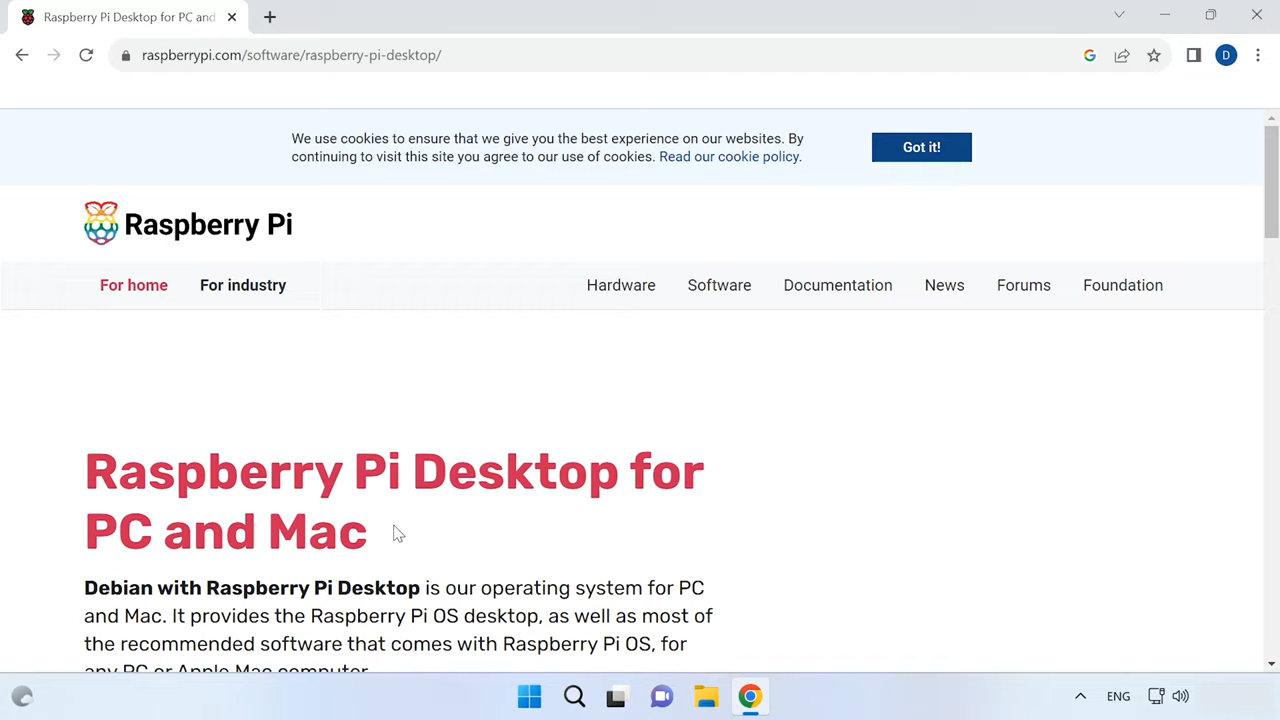 Raspberry Pi Desktop for PC and
raspberrypi.com/software/raspberry-pi-desktop/
D
We use cookies to ensure that we give you the best experience on our websites. By
continuing to visit this site you agree to our use of cookies. Read our cookie policy.
Got it!
Raspberry Pi
For home
For industry
Hardware
Software
Documentation
News
Forums
Foundation
Raspberry Pi Desktop for
PC and Mac
Debian with Raspberry Pi Desktop is our operating system for PC
and Mac. It provides the Raspberry Pi OS desktop, as well as most of
the recommended software that comes with Raspberry Pi OS, for
any PC or Apple Mac computer.
ENG